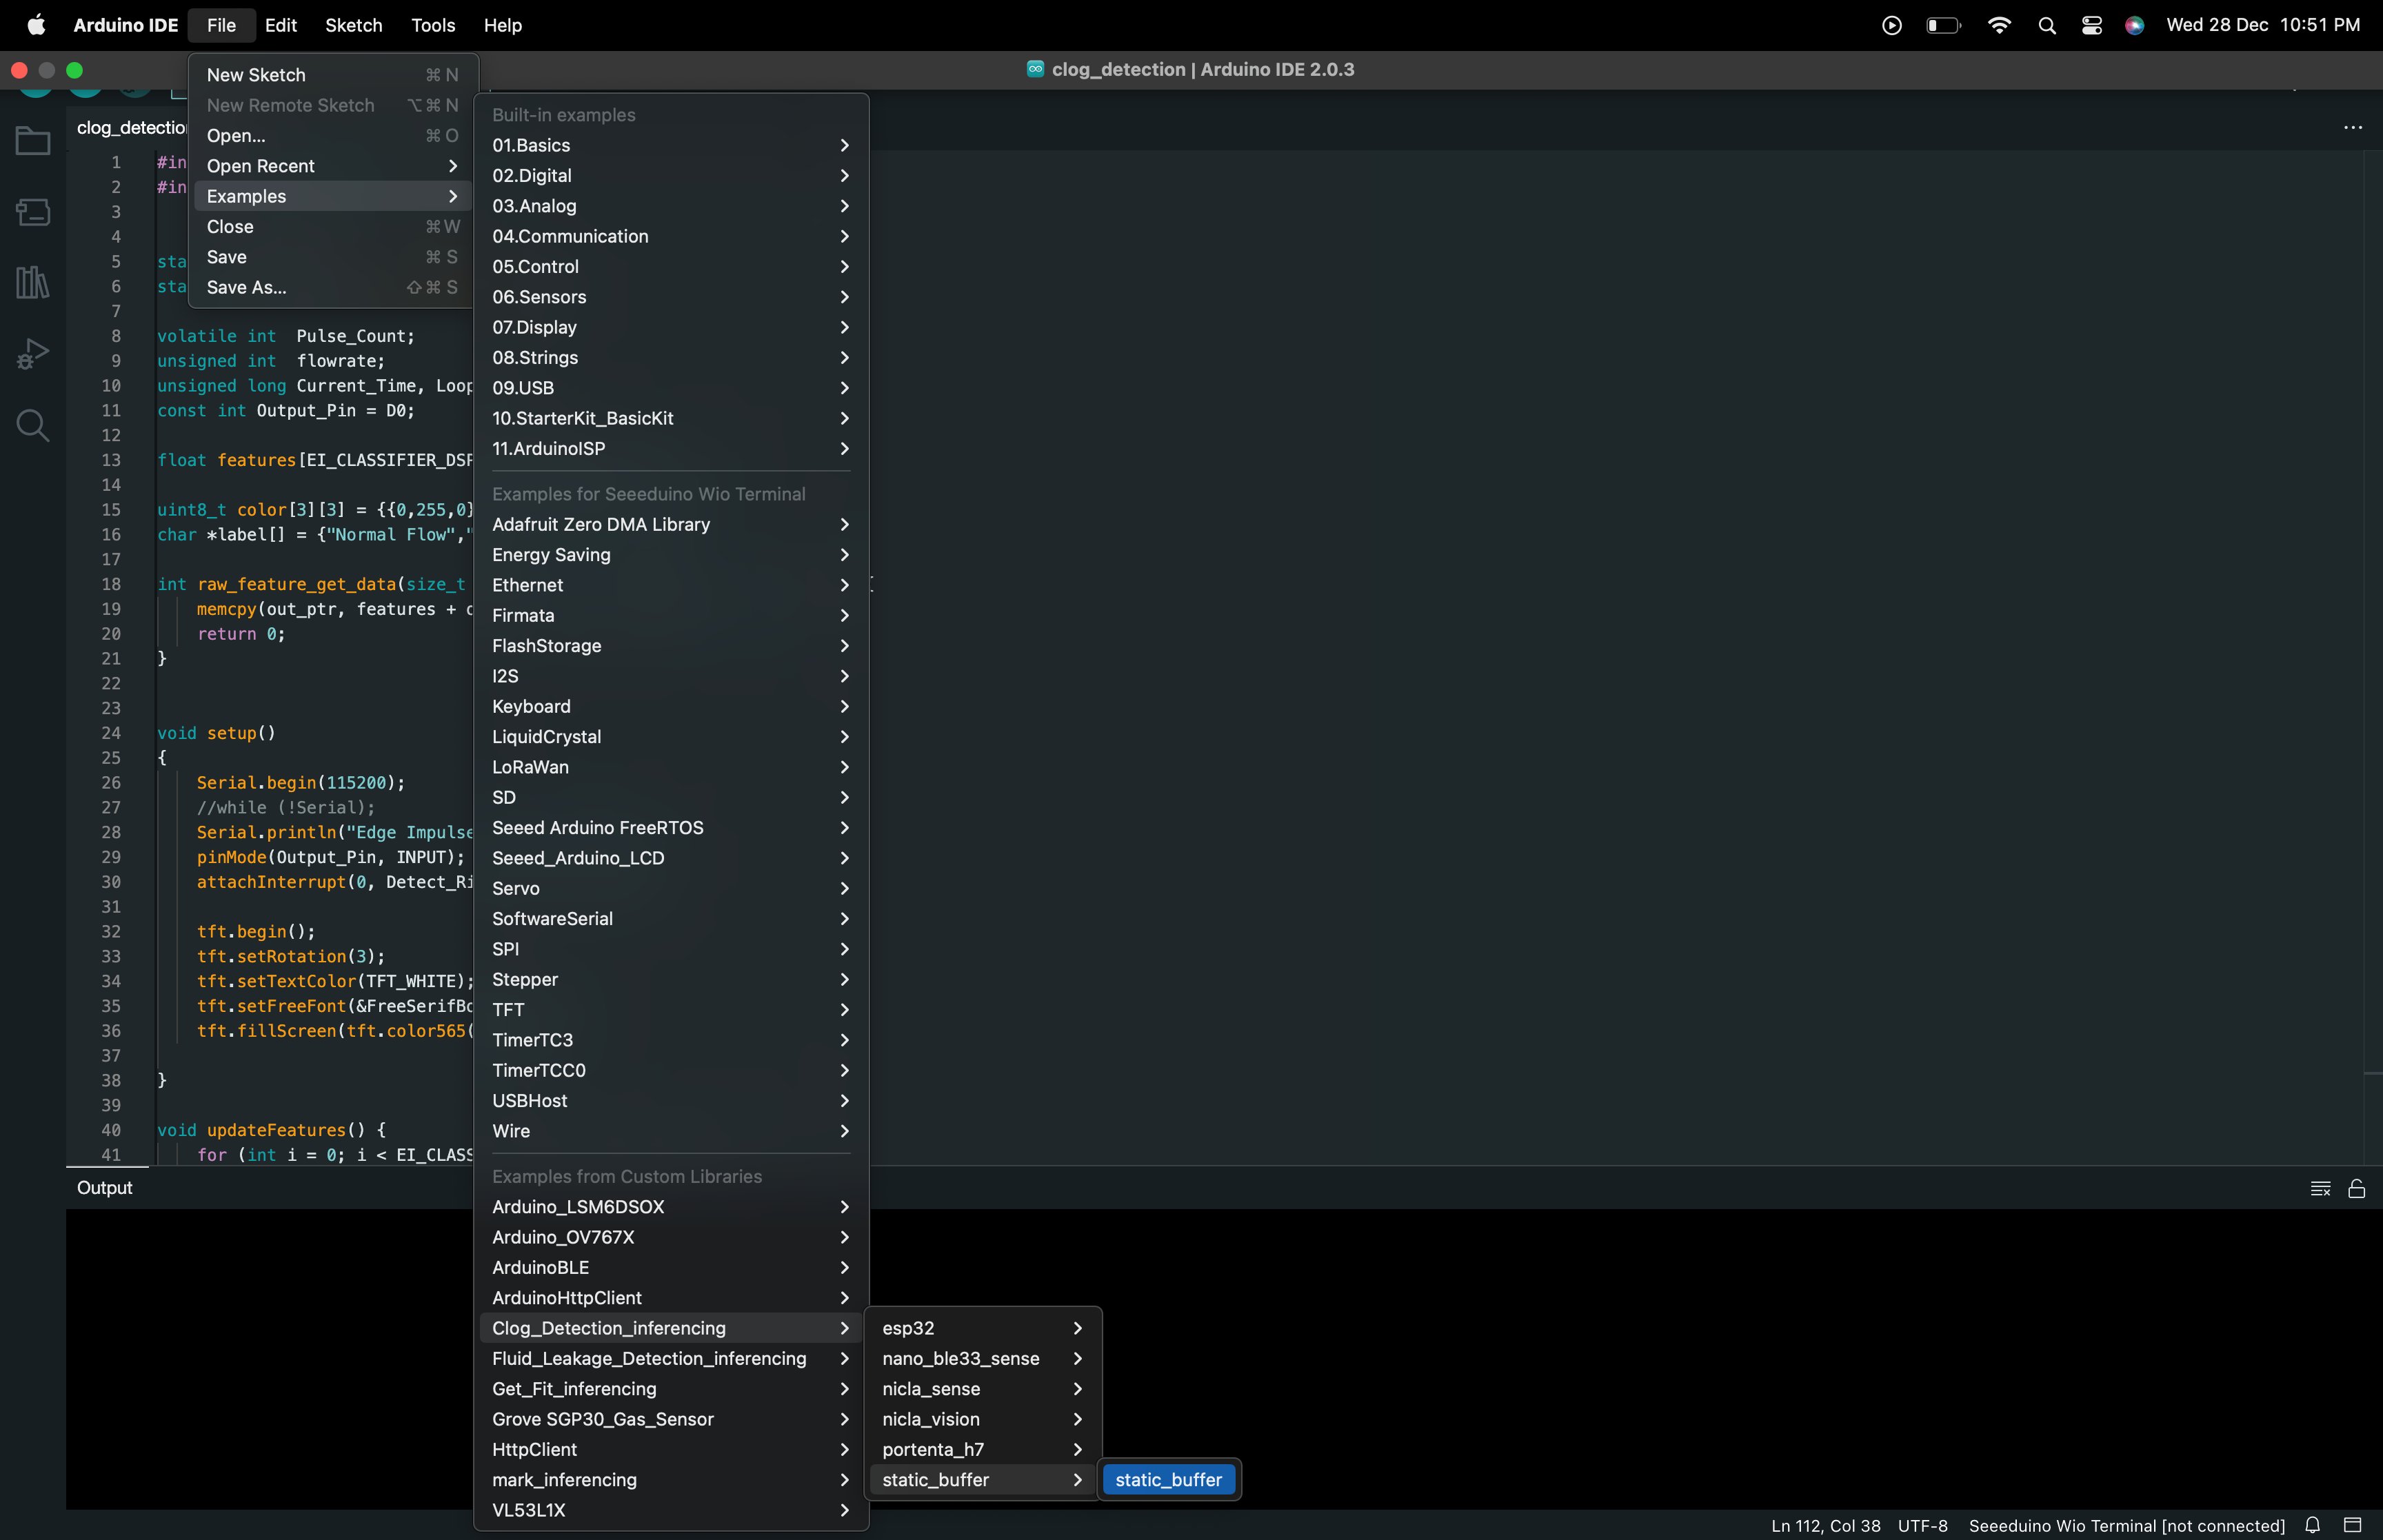 Arduino IDE File Edit Sketch Tools Help Wed 28 Dec 10:51 PM
clog_detection | Arduino IDE 2.0.3
New Sketch ⌘ N
New Remote Sketch ⌥ ⌘ N
Open... ⌘ O
Open Recent
Examples
Close ⌘ W
Save ⌘ S
Save As... ⇧ ⌘ S
Built-in examples
01.Basics
02.Digital
03.Analog
04.Communication
05.Control
06.Sensors
07.Display
08.Strings
09.USB
10.StarterKit_BasicKit
11.ArduinoISP
Examples for Seeeduino Wio Terminal
Adafruit Zero DMA Library
Energy Saving
Ethernet
Firmata
FlashStorage
I2S
Keyboard
LiquidCrystal
LoRaWan
SD
Seeed Arduino FreeRTOS
Seeed_Arduino_LCD
Servo
SoftwareSerial
SPI
Stepper
TFT
TimerTC3
TimerTCC0
USBHost
Wire
Examples from Custom Libraries
Arduino_LSM6DSOX
Arduino_OV767X
ArduinoBLE
ArduinoHttpClient
Clog_Detection_inferencing
Fluid_Leakage_Detection_inferencing
Get_Fit_inferencing
Grove SGP30_Gas_Sensor
HttpClient
mark_inferencing
VL53L1X
esp32
nano_ble33_sense
nicla_sense
nicla_vision
portenta_h7
static_buffer
static_buffer
clog_detectio
1 #in
2 #in
3
4
5 sta
6 sta
7
8 volatile int Pulse_Count;
9 unsigned int flowrate;
10 unsigned long Current_Time, Loop
11 const int Output_Pin = D0;
12
13 float features[EI_CLASSIFIER_DSP
14
15 uint8_t color[3][3] = {{0,255,0}
16 char *label[] = {"Normal Flow","
17
18 int raw_feature_get_data(size_t
19 memcpy(out_ptr, features + o
20 return 0;
21 }
22
23
24 void setup()
25 {
26 Serial.begin(115200);
27 //while (!Serial);
28 Serial.println("Edge Impulse
29 pinMode(Output_Pin, INPUT);
30 attachInterrupt(0, Detect_Ri
31
32 tft.begin();
33 tft.setRotation(3);
34 tft.setTextColor(TFT_WHITE);
35 tft.setFreeFont(&FreeSerifBo
36 tft.fillScreen(tft.color565(
37
38 }
39
40 void updateFeatures() {
41 for (int i = 0; i < EI_CLASS
Output
Ln 112, Col 38 UTF-8 Seeeduino Wio Terminal [not connected]